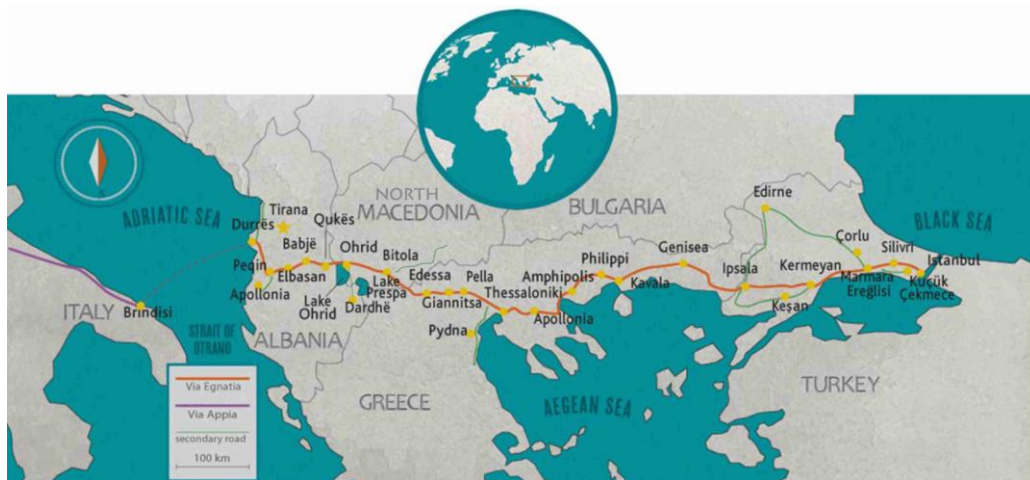 NORTH
MACEDONIA
BULGARIA
Edirne
ADRIATIC SEA
Tirana
Durrës
Qukës
BLACK SEA
Babjë
Ohrid
Bitola
Genisea
Çorlu
Silivri
Philippi
Istanbul
Peqin
Elbasan
Edessa
Pella
Amphipolis
Ipsala
Kermeyan
Marmara
Ereğlisi
Kuçük
Çekmece
Apollonia
Lake
Prespa
Giannitsa
Thessaloniki
Kavala
Keşan
ITALY
Brindisi
Lake
Ohrid
Dardhë
Apollonia
STRAIT OF
OTRANO
ALBANIA
Pydna
TURKEY
Via Egnatia
GREECE
AEGEAN SEA
Via Appia
secondary road
100 km